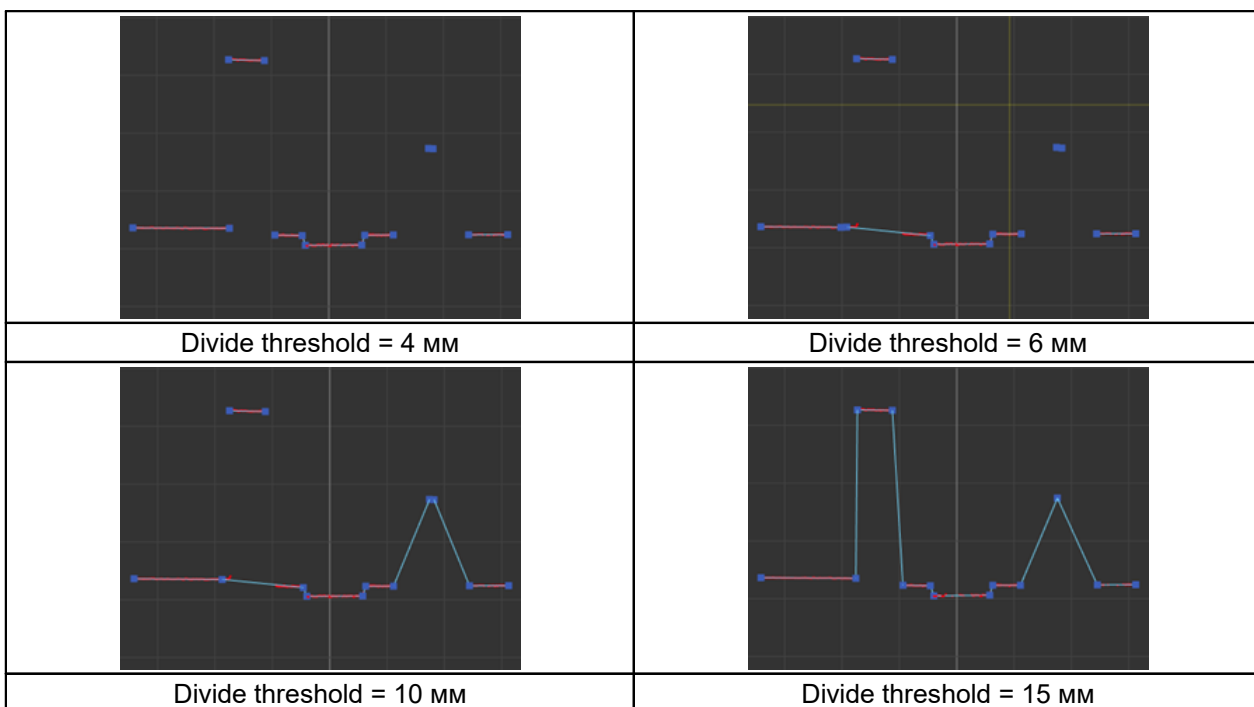 Divide threshold = 4 мм
Divide threshold = 6 мм
Divide threshold = 10 мм
Divide threshold = 15 мм